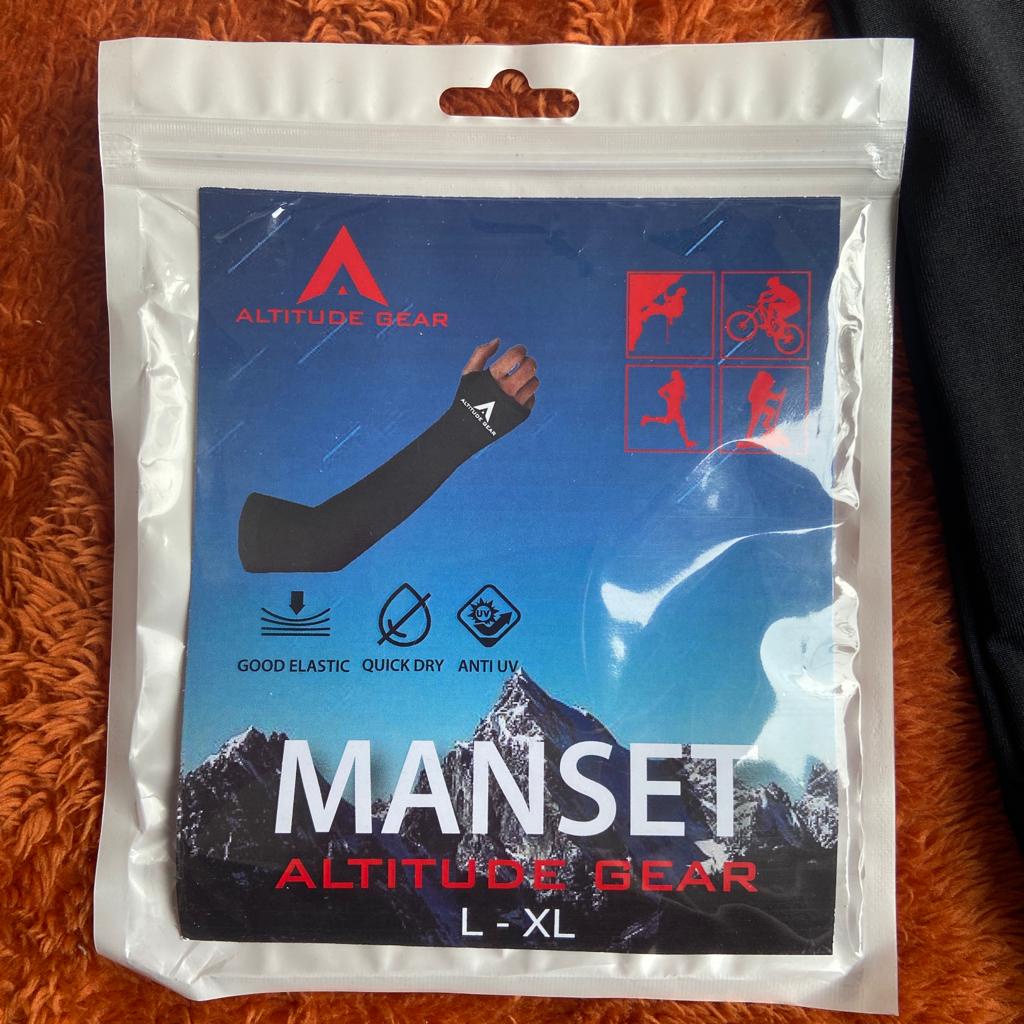 ALTITUDE GEAR
ALTITUDE GEAR
UV
GOOD ELASTIC QUICK DRY ANTI UV
MANSET
ALTITUDE GEAR
L - XL